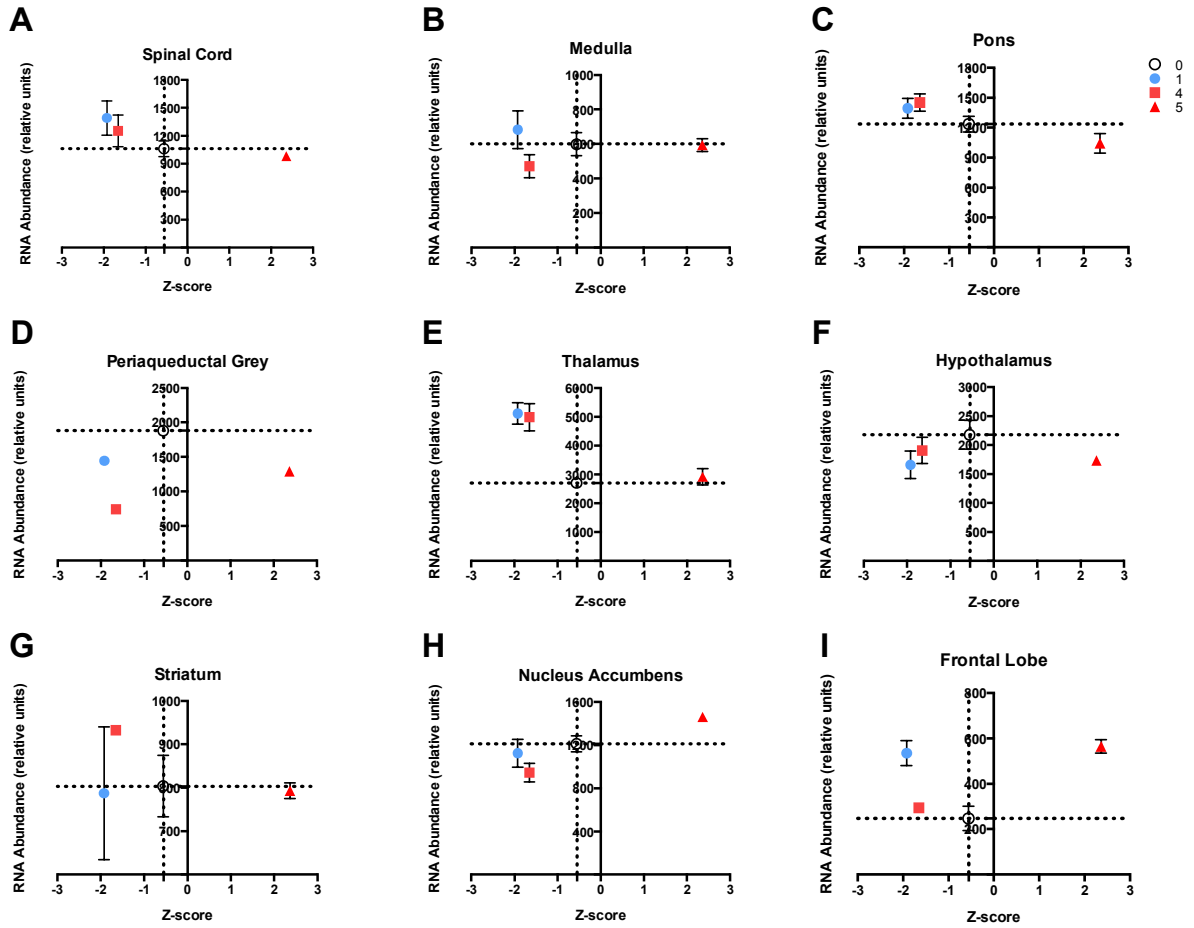 A
Spinal Cord
RNA Abundance (relative units)
1800
1500
1200
900
600
300
-3 -2 -1 0 1 2 3
Z-score
B
Medulla
RNA Abundance (relative units)
1000
800
600
400
200
-3 -2 -1 0 1 2 3
Z-score
C
Pons
RNA Abundance (relative units)
1800
1500
1200
900
600
300
-3 -2 -1 0 1 2 3
Z-score
0
1
4
5
D
Periaqueductal Grey
RNA Abundance (relative units)
2500
2000
1500
1000
500
-3 -2 -1 0 1 2 3
Z-score
E
Thalamus
RNA Abundance (relative units)
6000
5000
4000
3000
2000
1000
-3 -2 -1 0 1 2 3
Z-score
F
Hypothalamus
RNA Abundance (relative units)
3000
2500
2000
1500
1000
500
-3 -2 -1 0 1 2 3
Z-score
G
Striatum
RNA Abundance (relative units)
1000
900
800
700
-3 -2 -1 0 1 2 3
Z-score
H
Nucleus Accumbens
RNA Abundance (relative units)
1600
1200
800
400
-3 -2 -1 0 1 2 3
Z-score
I
Frontal Lobe
RNA Abundance (relative units)
800
600
400
200
-3 -2 -1 0 1 2 3
Z-score